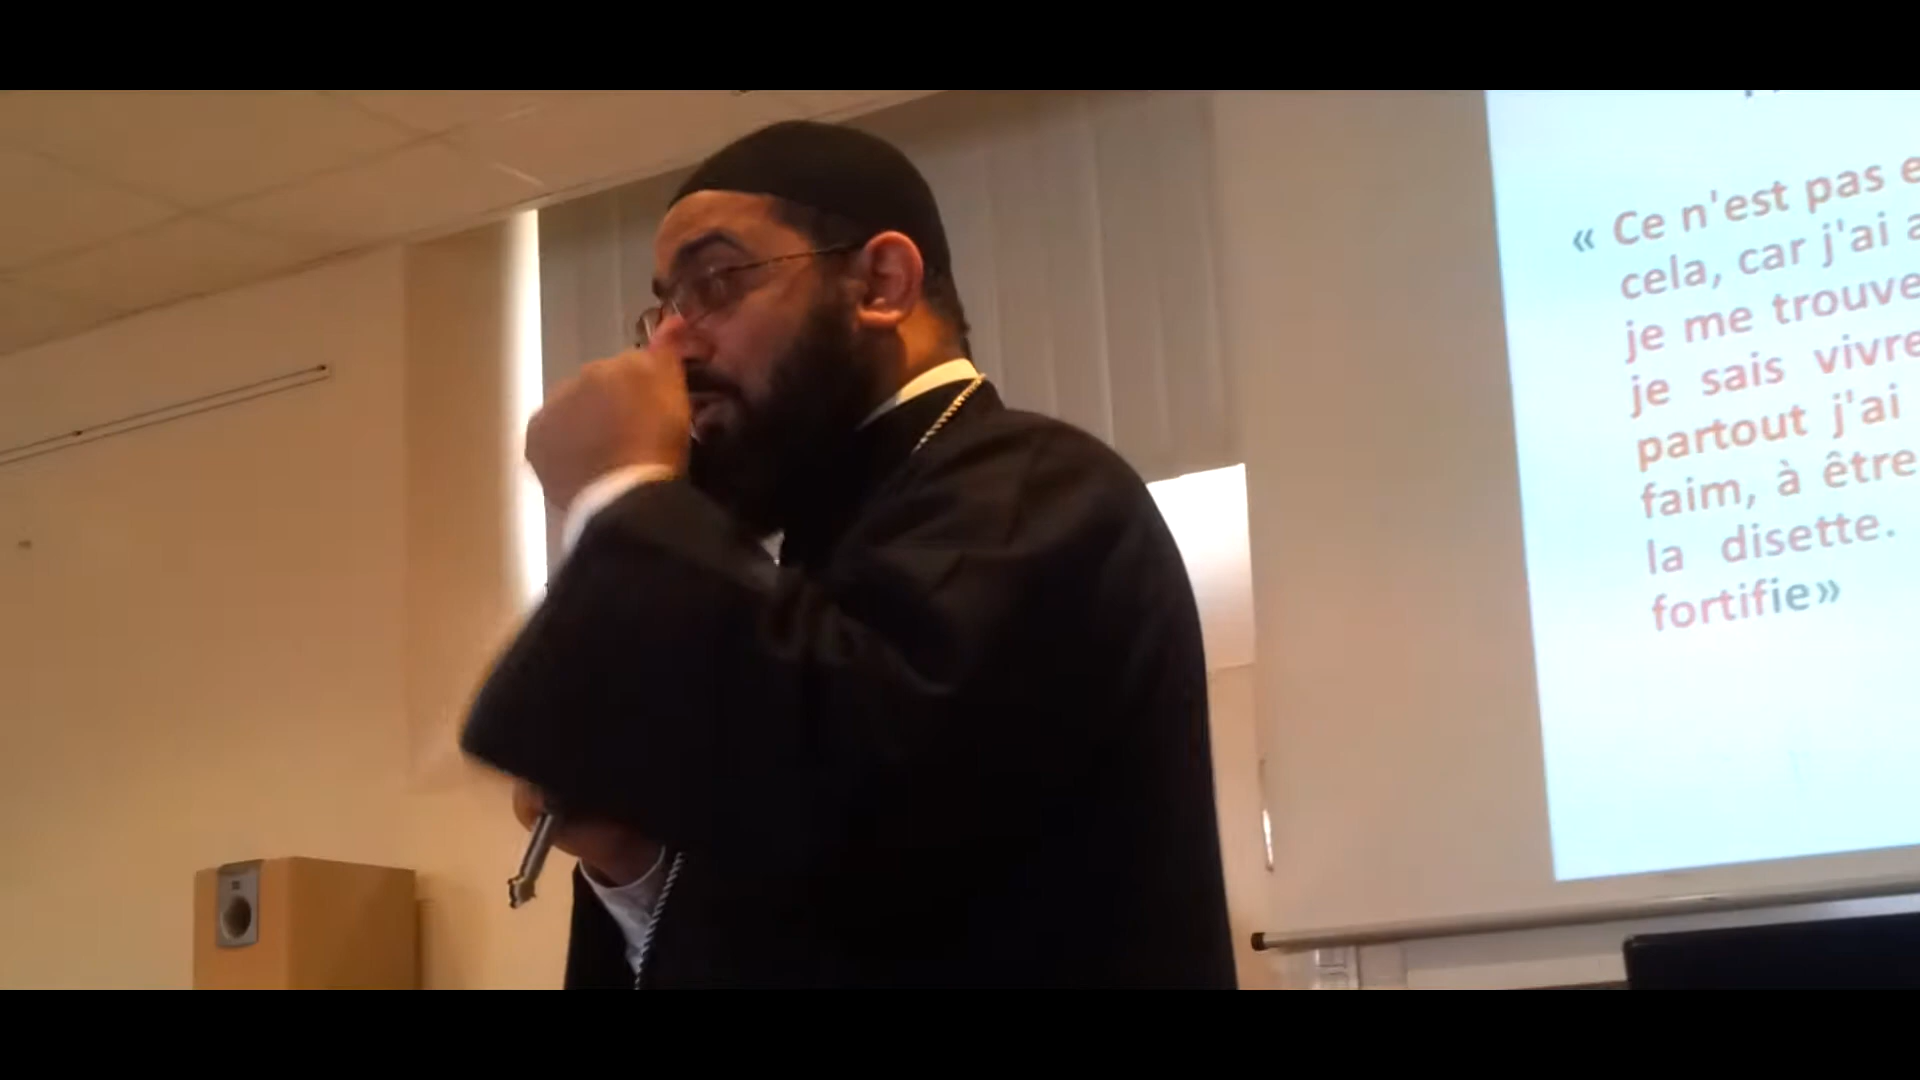 « Ce n'est pas
cela, car j'ai
je me trouve
je sais vivre
partout j'ai
faim, à être
la disette.
fortifie»